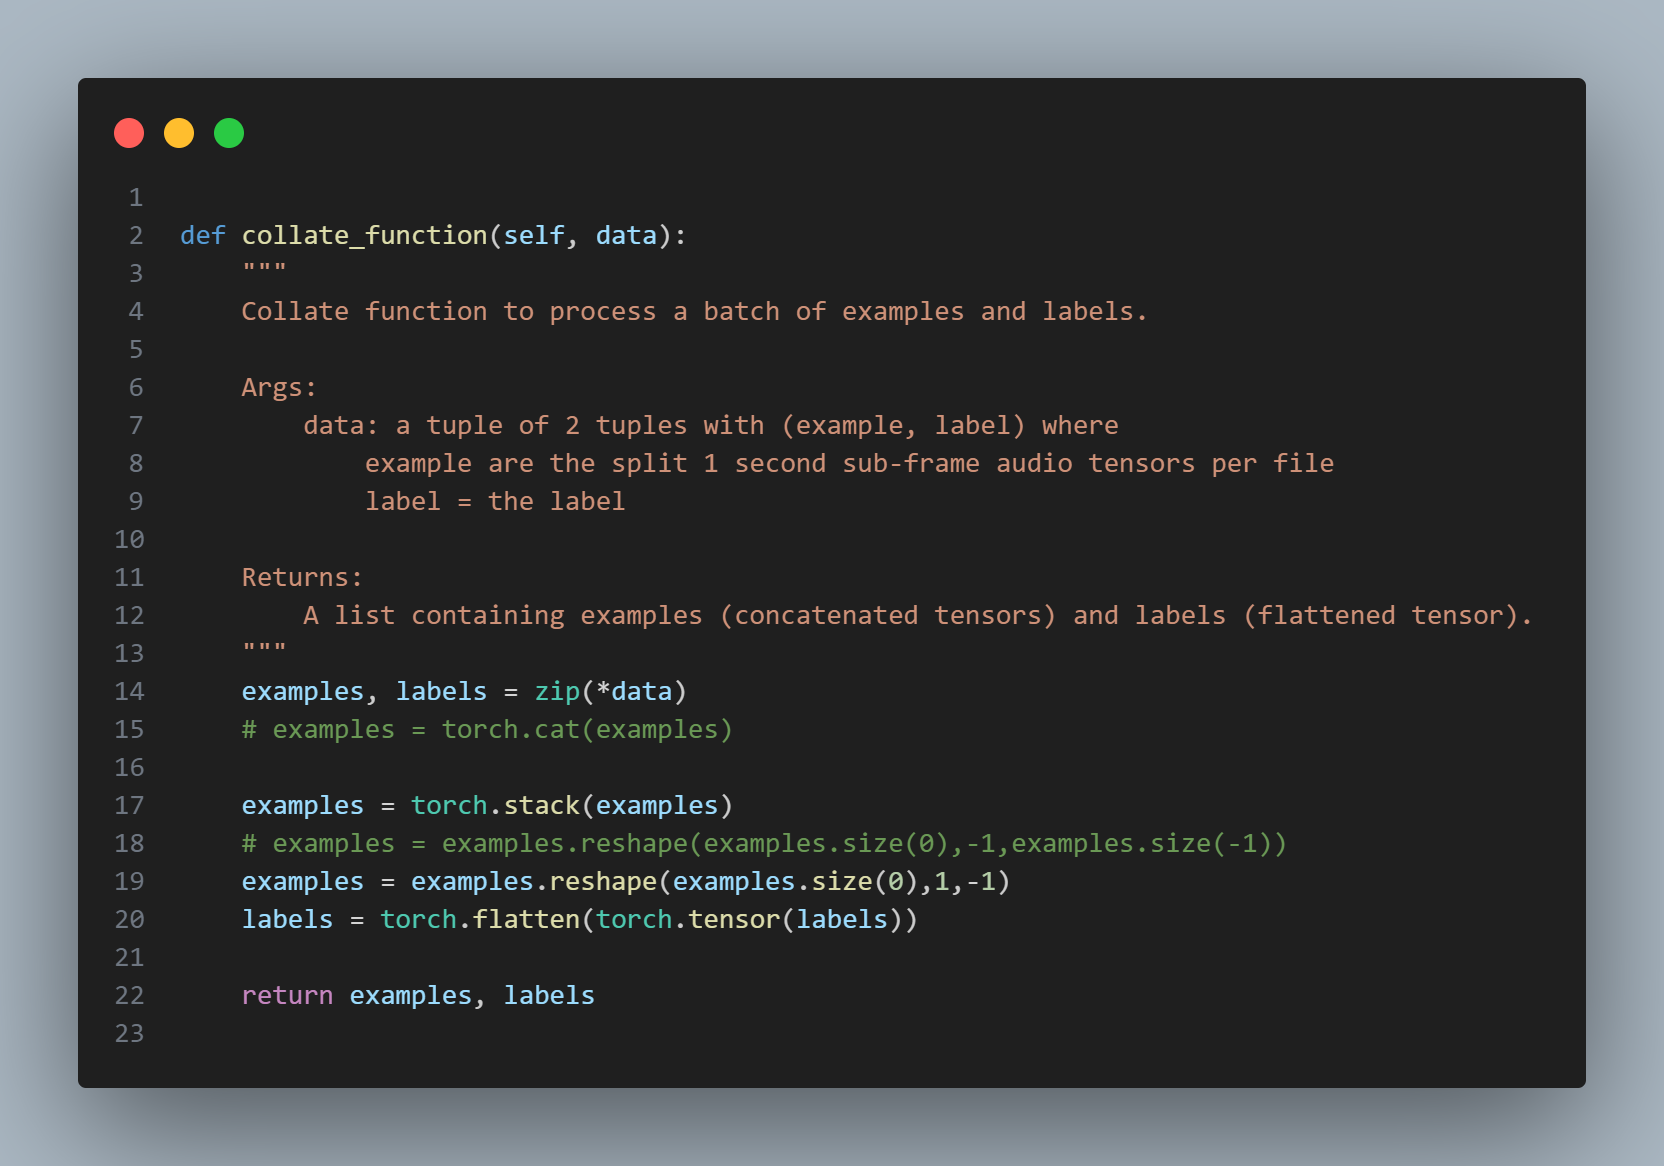 1
2 def collate_function(self, data):
3     """
4     Collate function to process a batch of examples and labels.
5
6     Args:
7         data: a tuple of 2 tuples with (example, label) where
8             example are the split 1 second sub-frame audio tensors per file
9             label = the label
10
11     Returns:
12         A list containing examples (concatenated tensors) and labels (flattened tensor).
13     """
14     examples, labels = zip(*data)
15     # examples = torch.cat(examples)
16
17     examples = torch.stack(examples)
18     # examples = examples.reshape(examples.size(0),-1,examples.size(-1))
19     examples = examples.reshape(examples.size(0),1,-1)
20     labels = torch.flatten(torch.tensor(labels))
21
22     return examples, labels
23